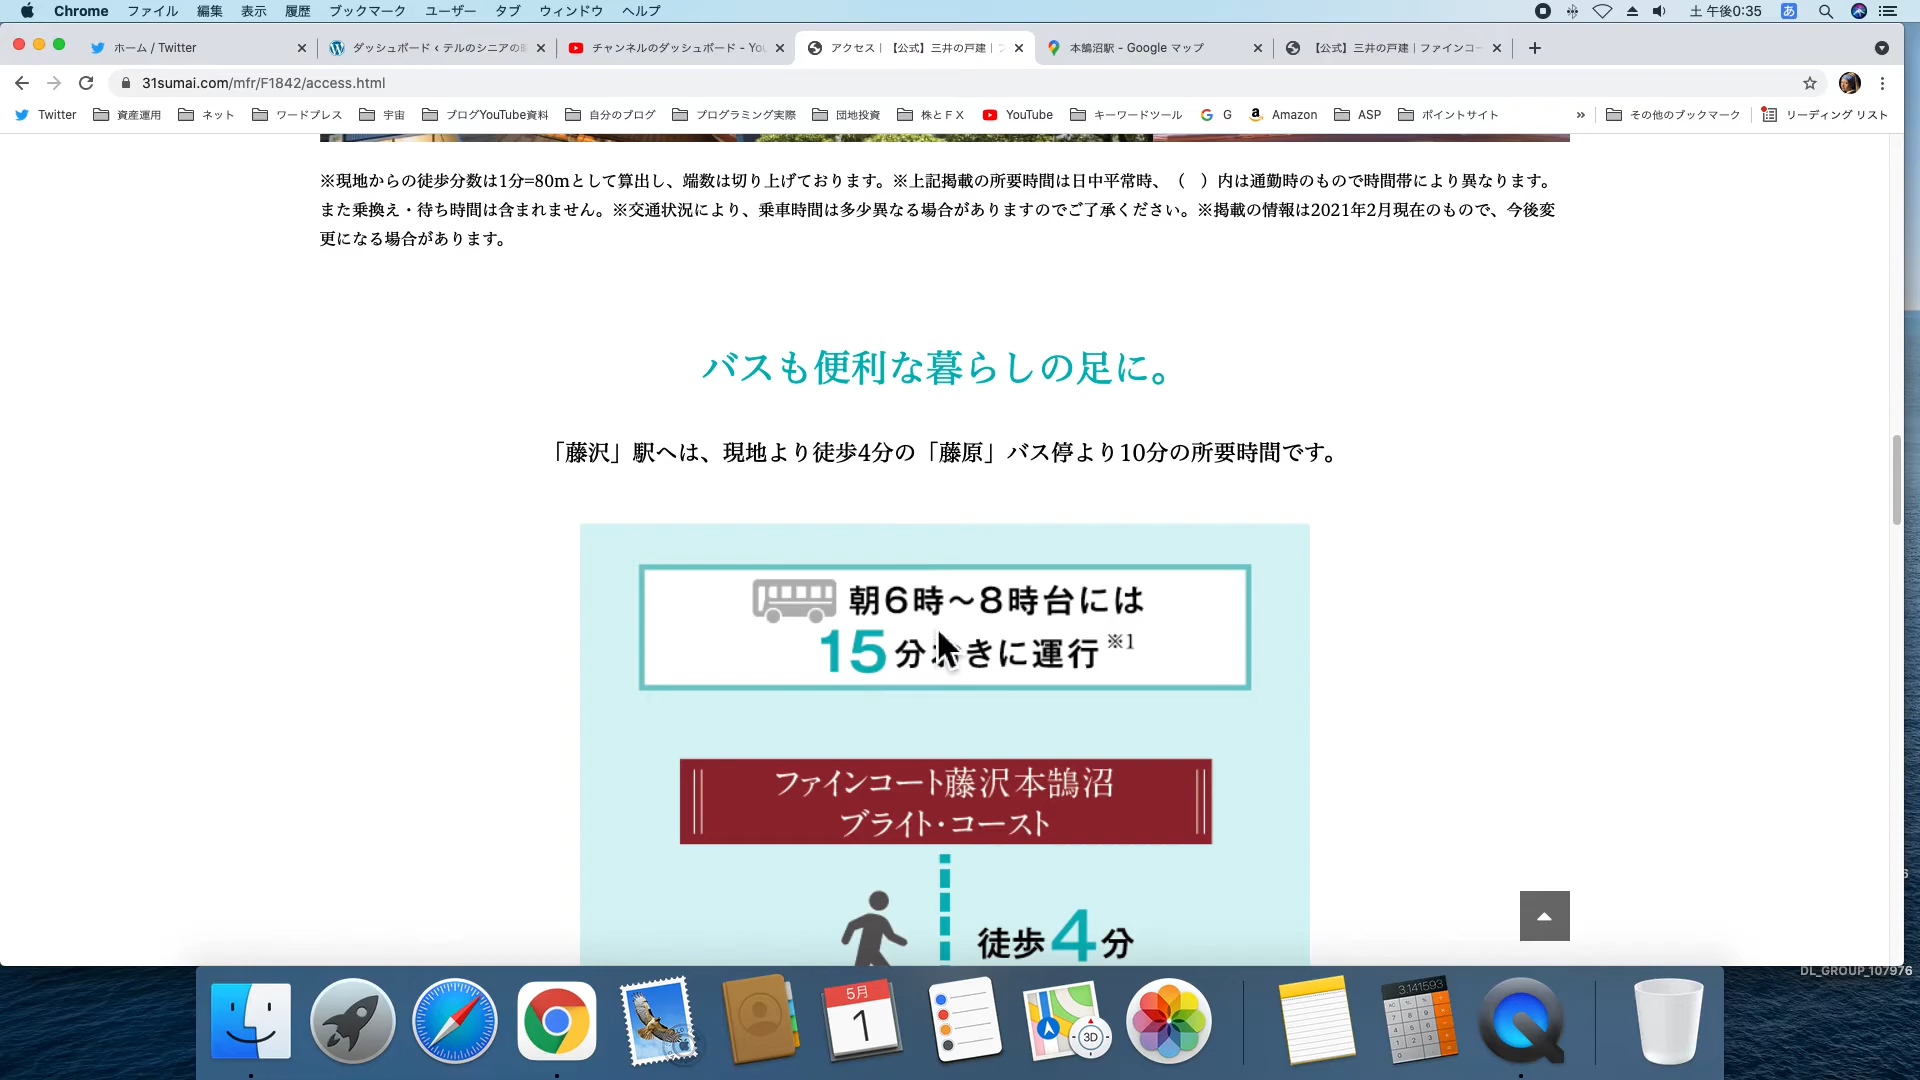 Chrome ファイル 編集 表示 履歴 ブックマーク ユーザー タブ ウィンドウ ヘルプ 土 午後0:35 あ
ホーム / Twitter ダッシュボード ‹ テルのシニアの チャンネルのダッシュボード - You アクセス | 【公式】三井の戸建 | 本鵠沼駅 - Google マップ 【公式】三井の戸建 | ファインコー
31sumai.com/mfr/F1842/access.html
Twitter 資産運用 ネット ワードプレス 宇宙 ブログYouTube資料 自分のブログ プログラミング実際 団地投資 株とFX YouTube キーワードツール G Amazon ASP ポイントサイト » その他のブックマーク リーディング リスト
※現地からの徒歩分数は1分=80mとして算出し、端数は切り上げております。※上記掲載の所要時間は日中平常時、（　）内は通勤時のもので時間帯により異なります。
また乗換え・待ち時間は含まれません。※交通状況により、乗車時間は多少異なる場合がありますのでご了承ください。※掲載の情報は2021年2月現在のもので、今後変
更になる場合があります。
バスも便利な暮らしの足に。
「藤沢」駅へは、現地より徒歩4分の「藤原」バス停より10分の所要時間です。
朝6時～8時台には
15分おきに運行※1
ファインコート藤沢本鵠沼
ブライト・コースト
徒歩4分
DL_GROUP_107976
5月
1
3D
3.141593